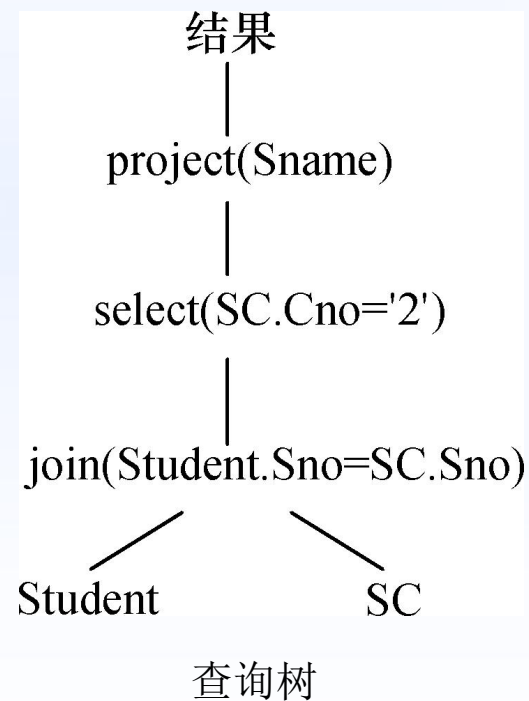 结果
project(Sname)
select(SC.Cno='2')
join(Student.Sno=SC.Sno)
Student SC
查询树